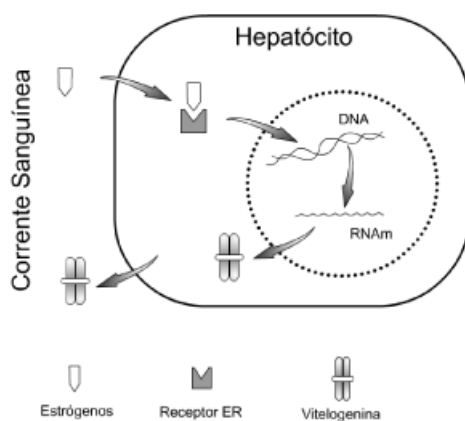 Hepatócito
Corrente Sanguínea
DNA
RNAm
Estrógenos
Receptor ER
Vitelogenina